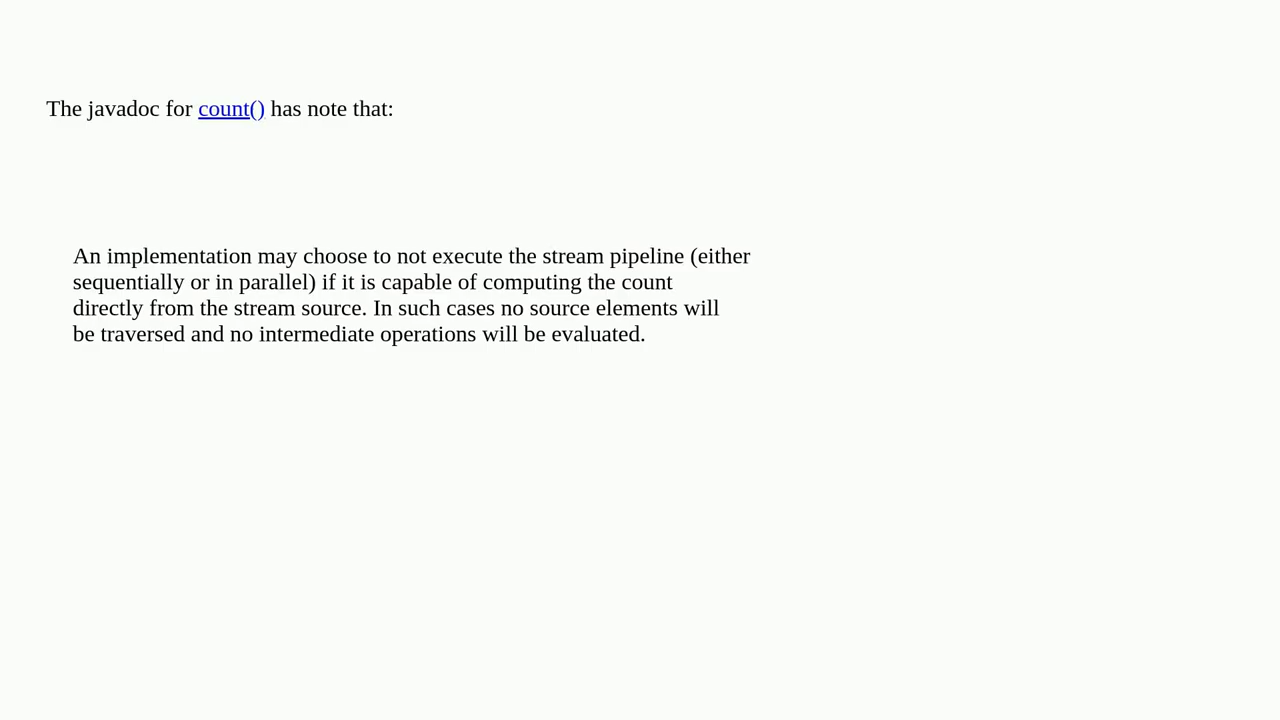 The javadoc for count() has note that:
An implementation may choose to not execute the stream pipeline (either
sequentially or in parallel) if it is capable of computing the count
directly from the stream source. In such cases no source elements will
be traversed and no intermediate operations will be evaluated.